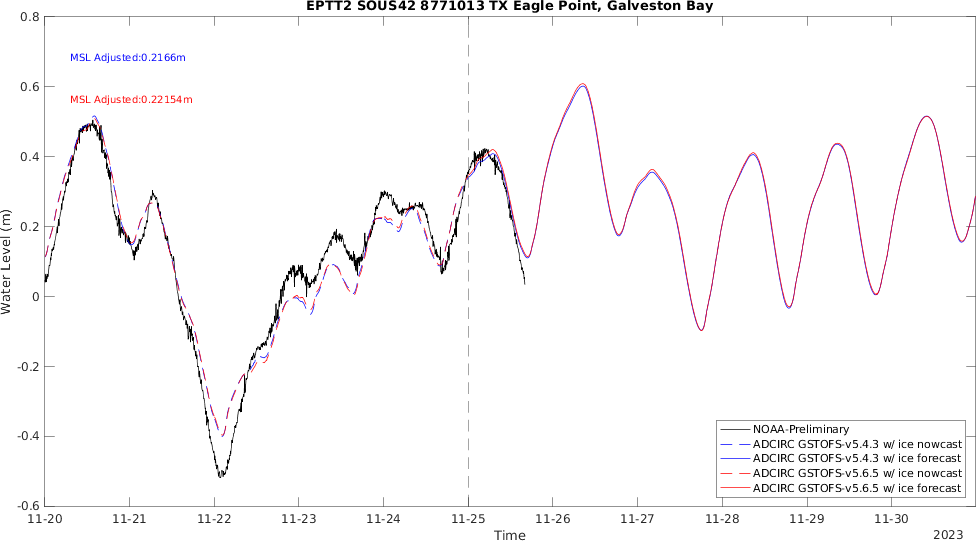 EPTT2 SOUS42 8771013 TX Eagle Point, Galveston Bay
0.8
MSL Adjusted:0.2166m
0.6
MSL Adjusted:0.22154m
0.4
0.2
Water Level (m)
0
-0.2
-0.4
-0.6
NOAA-Preliminary
ADCIRC GSTOFS-v5.4.3 w/ ice nowcast
ADCIRC GSTOFS-v5.4.3 w/ ice forecast
ADCIRC GSTOFS-v5.6.5 w/ ice nowcast
ADCIRC GSTOFS-v5.6.5 w/ ice forecast
11-20 11-21 11-22 11-23 11-24 11-25 11-26 11-27 11-28 11-29 11-30
Time
2023